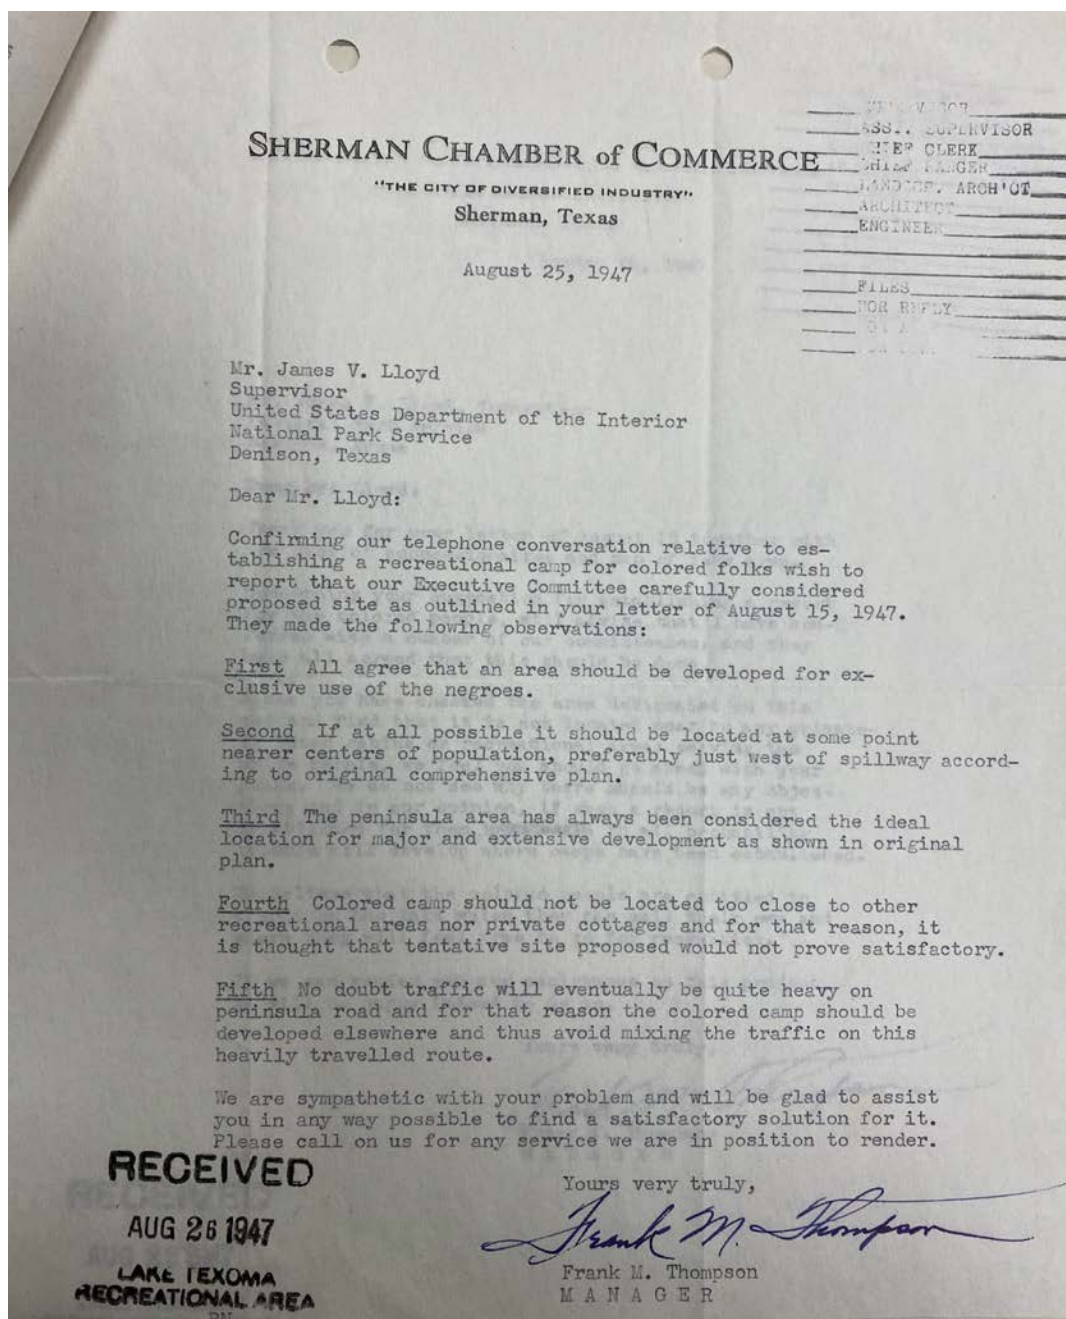 SHERMAN CHAMBER of COMMERCE
"THE CITY OF DIVERSIFIED INDUSTRY"
Sherman, Texas
ASST. SUPERVISOR
CHIEF CLERK
CHIEF RANGER
LANDSCP. ARCH'CT
ARCHITECT
ENGINEER
FILES
FOR REPLY
August 25, 1947
Mr. James V. Lloyd
Supervisor
United States Department of the Interior
National Park Service
Denison, Texas
Dear Mr. Lloyd:
Confirming our telephone conversation relative to es-
tablishing a recreational camp for colored folks wish to
report that our Executive Committee carefully considered
proposed site as outlined in your letter of August 15, 1947.
They made the following observations:
First All agree that an area should be developed for ex-
clusive use of the negroes.
Second If at all possible it should be located at some point
nearer centers of population, preferably just west of spillway accord-
ing to original comprehensive plan.
Third The peninsula area has always been considered the ideal
location for major and extensive development as shown in original
plan.
Fourth Colored camp should not be located too close to other
recreational areas nor private cottages and for that reason, it
is thought that tentative site proposed would not prove satisfactory.
Fifth No doubt traffic will eventually be quite heavy on
peninsula road and for that reason the colored camp should be
developed elsewhere and thus avoid mixing the traffic on this
heavily travelled route.
We are sympathetic with your problem and will be glad to assist
you in any way possible to find a satisfactory solution for it.
Please call on us for any service we are in position to render.
Yours very truly,
Frank M. Thompson
Frank M. Thompson
MANAGER
RECEIVED
AUG 26 1947
LAKE TEXOMA
RECREATIONAL AREA